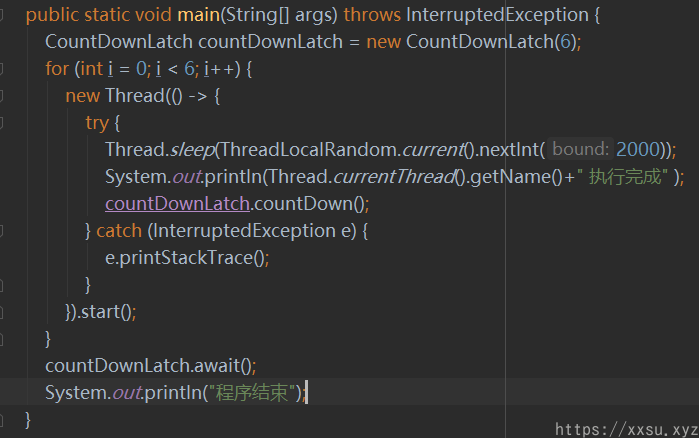 public static void main(String[] args) throws InterruptedException {
CountDownLatch countDownLatch = new CountDownLatch(6);
for (int i = 0; i < 6; i++) {
new Thread(() -> {
try {
Thread.sleep(ThreadLocalRandom.current().nextInt( bound: 2000));
System.out.println(Thread.currentThread().getName()+" 执行完成" );
countDownLatch.countDown();
} catch (InterruptedException e) {
e.printStackTrace();
}
}).start();
}
countDownLatch.await();
System.out.println("程序结束");
}
https://xxsu.xyz